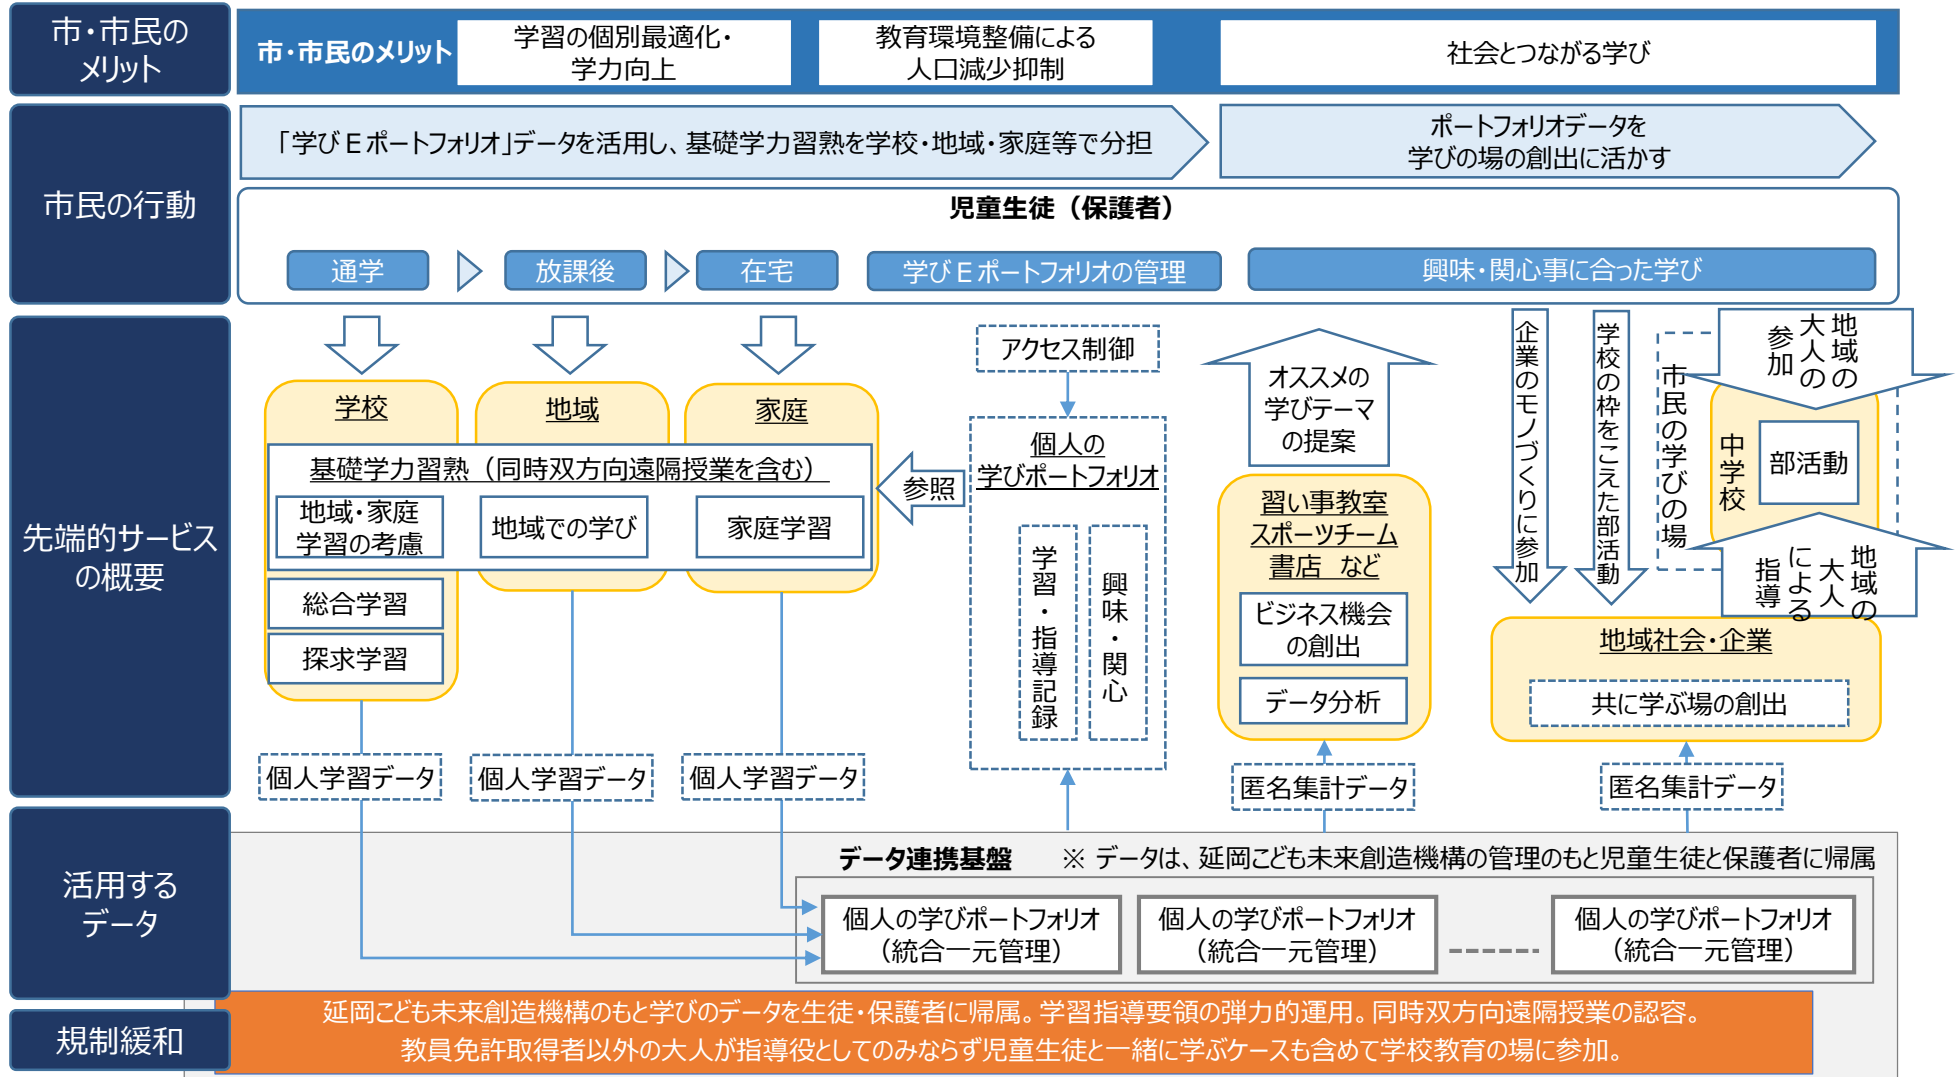 市・市民の
メリット
市・市民のメリット
学習の個別最適化・
学力向上
教育環境整備による
人口減少抑制
社会とつながる学び
市民の行動
「学びEポートフォリオ」データを活用し、基礎学力習熟を学校・地域・家庭等で分担
ポートフォリオデータを
学びの場の創出に活かす
児童生徒（保護者）
通学
放課後
在宅
学びEポートフォリオの管理
興味・関心事に合った学び
先端的サービス
の概要
学校
地域
家庭
基礎学力習熟（同時双方向遠隔授業を含む）
地域・家庭
学習の考慮
地域での学び
家庭学習
総合学習
探求学習
参照
アクセス制御
個人の
学びポートフォリオ
学習・指導記録
興味・関心
オススメの
学びテーマ
の提案
習い事教室
スポーツチーム
書店 など
ビジネス機会
の創出
データ分析
企業のモノづくりに参加
学校の枠をこえた部活動
市民の学びの場
地域の
大人の
参加
中学校
部活動
地域の
大人
による
指導
地域社会・企業
共に学ぶ場の創出
個人学習データ
個人学習データ
個人学習データ
匿名集計データ
匿名集計データ
活用する
データ
データ連携基盤
※ データは、延岡こども未来創造機構の管理のもと児童生徒と保護者に帰属
個人の学びポートフォリオ
（統合一元管理）
個人の学びポートフォリオ
（統合一元管理）
個人の学びポートフォリオ
（統合一元管理）
規制緩和
延岡こども未来創造機構のもと学びのデータを生徒・保護者に帰属。学習指導要領の弾力的運用。同時双方向遠隔授業の認容。
教員免許取得者以外の大人が指導役としてのみならず児童生徒と一緒に学ぶケースも含めて学校教育の場に参加。